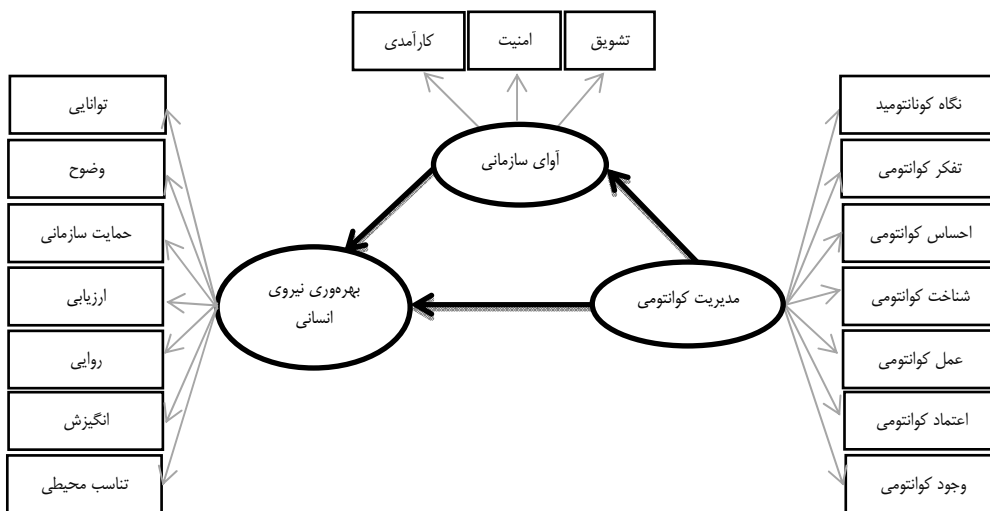 تشویق
امنیت
کارآمدی
نگاه کوانتومید
تفکر کوانتومی
احساس کوانتومی
شناخت کوانتومی
عمل کوانتومی
اعتماد کوانتومی
وجود کوانتومی
آوای سازمانی
مدیریت کوانتومی
بهره‌وری نیروی
انسانی
توانایی
وضوح
حمایت سازمانی
ارزیابی
روایی
انگیزش
تناسب محیطی